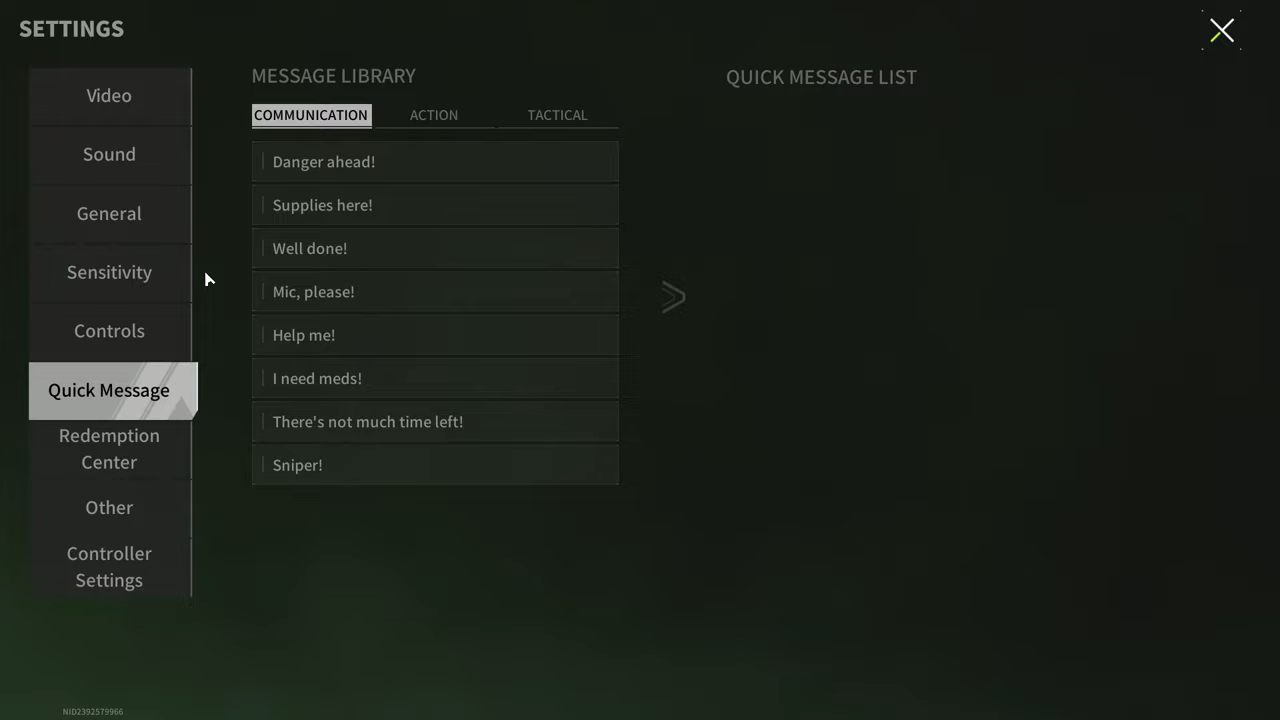 SETTINGS
Video
Sound
General
Sensitivity
Controls
Quick Message
Redemption
Center
Other
Controller
Settings
MESSAGE LIBRARY
COMMUNICATION
ACTION
TACTICAL
Danger ahead!
Supplies here!
Well done!
Mic, please!
Help me!
I need meds!
There's not much time left!
Sniper!
QUICK MESSAGE LIST
NID2392579966